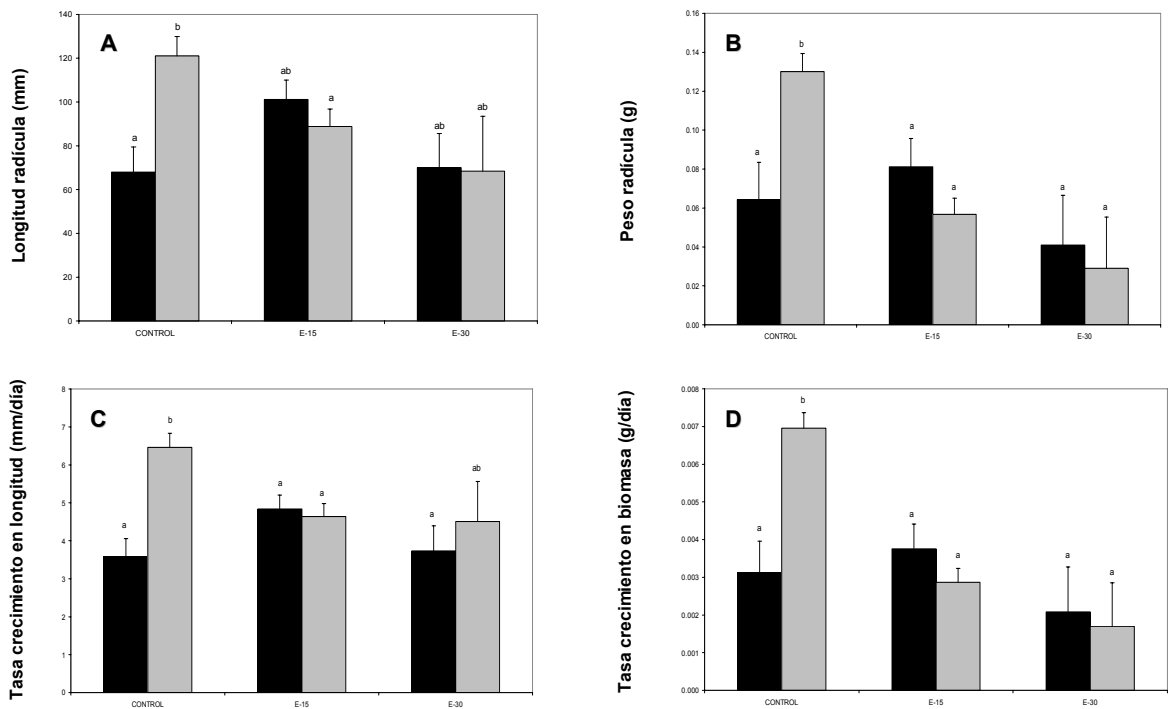 A
Longitud radícula (mm)
140
120
100
80
60
40
20
0
a
b
ab
a
ab
ab
CONTROL
E-15
E-30
B
Peso radícula (g)
0.16
0.14
0.12
0.10
0.08
0.06
0.04
0.02
0.00
a
b
a
a
a
a
CONTROL
E-15
E-30
C
Tasa crecimiento en longitud (mm/día)
8
7
6
5
4
3
2
1
0
a
b
a
a
a
ab
CONTROL
E-15
E-30
D
Tasa crecimiento en biomasa (g/día)
0.008
0.007
0.006
0.005
0.004
0.003
0.002
0.001
0.000
a
b
a
a
a
a
CONTROL
E-15
E-30